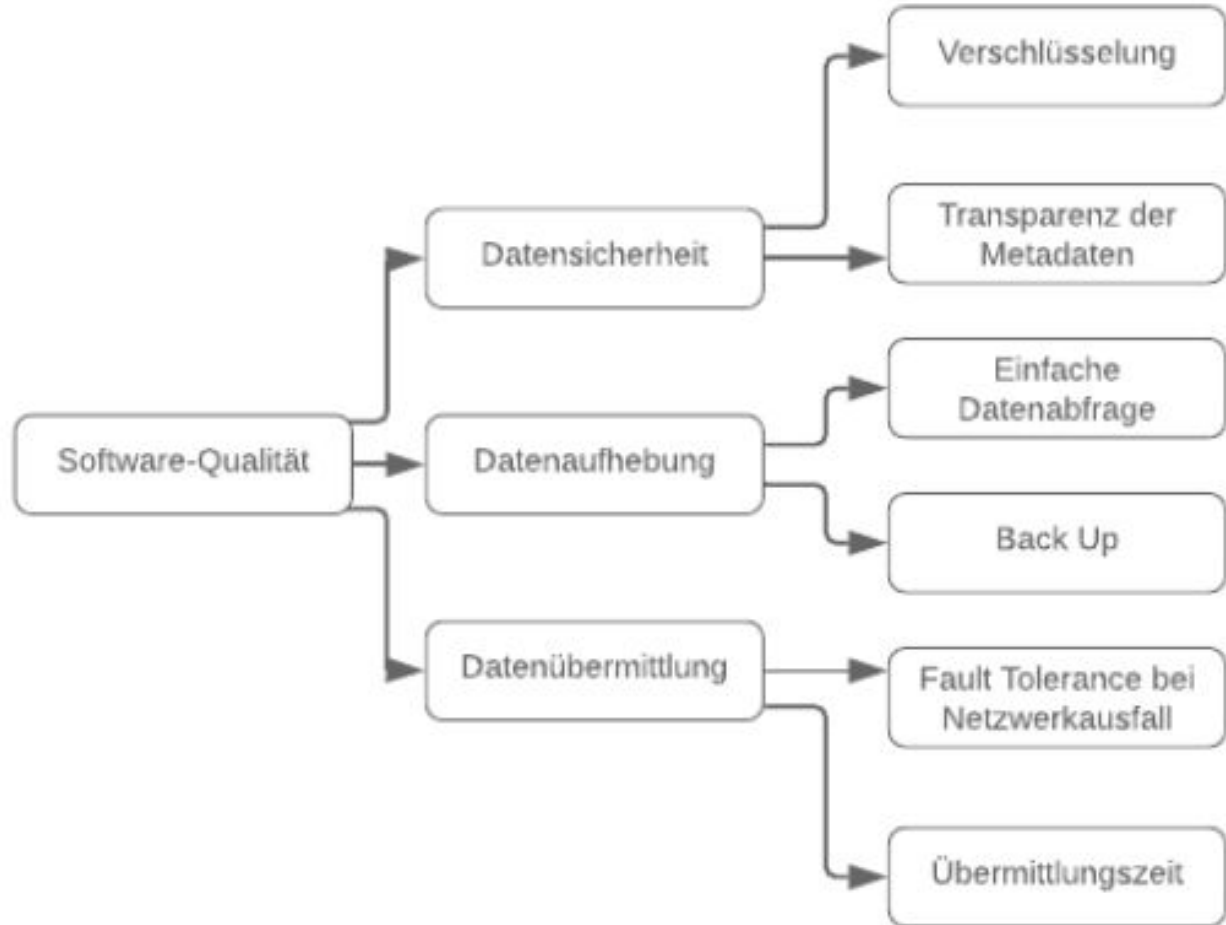 Verschlüsselung
Transparenz der
Metadaten
Datensicherheit
Einfache
Datenabfrage
Software-Qualität
Datenaufhebung
Back Up
Datenübermittlung
Fault Tolerance bei
Netzwerkausfall
Übermittlungszeit